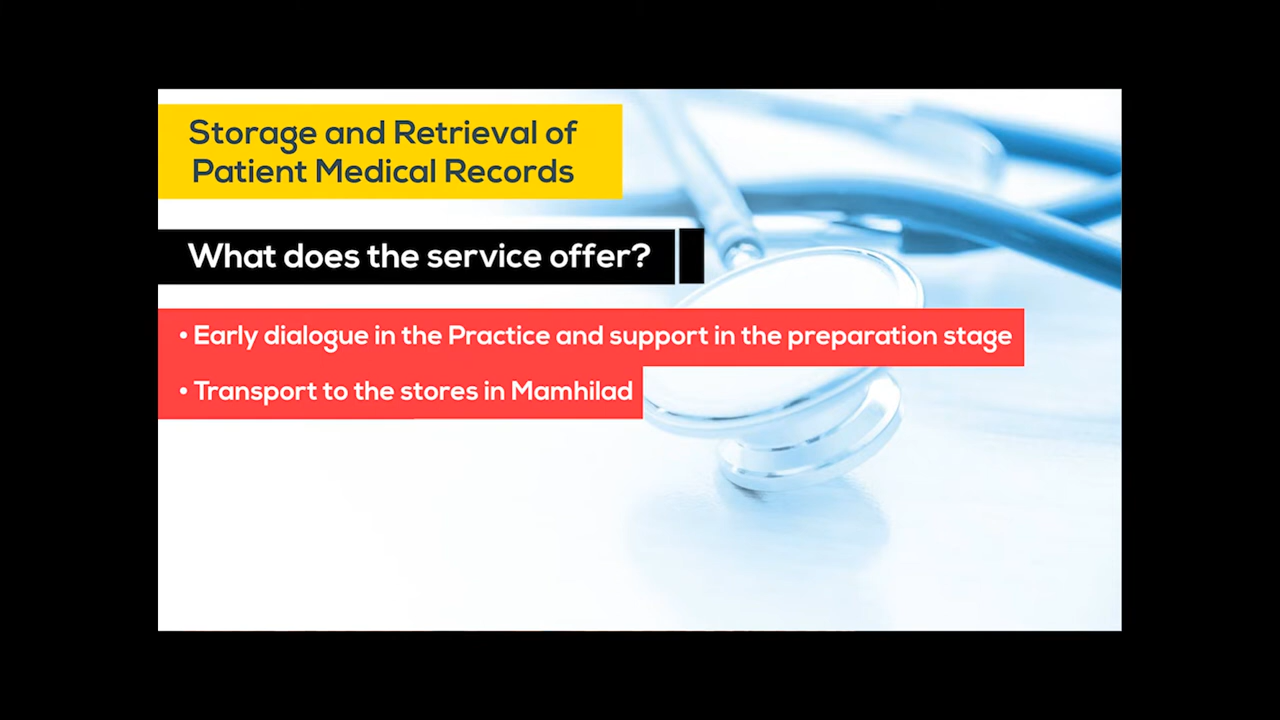 Storage and Retrieval of
Patient Medical Records
What does the service offer?
• Early dialogue in the Practice and support in the preparation stage
• Transport to the stores in Mamhilad